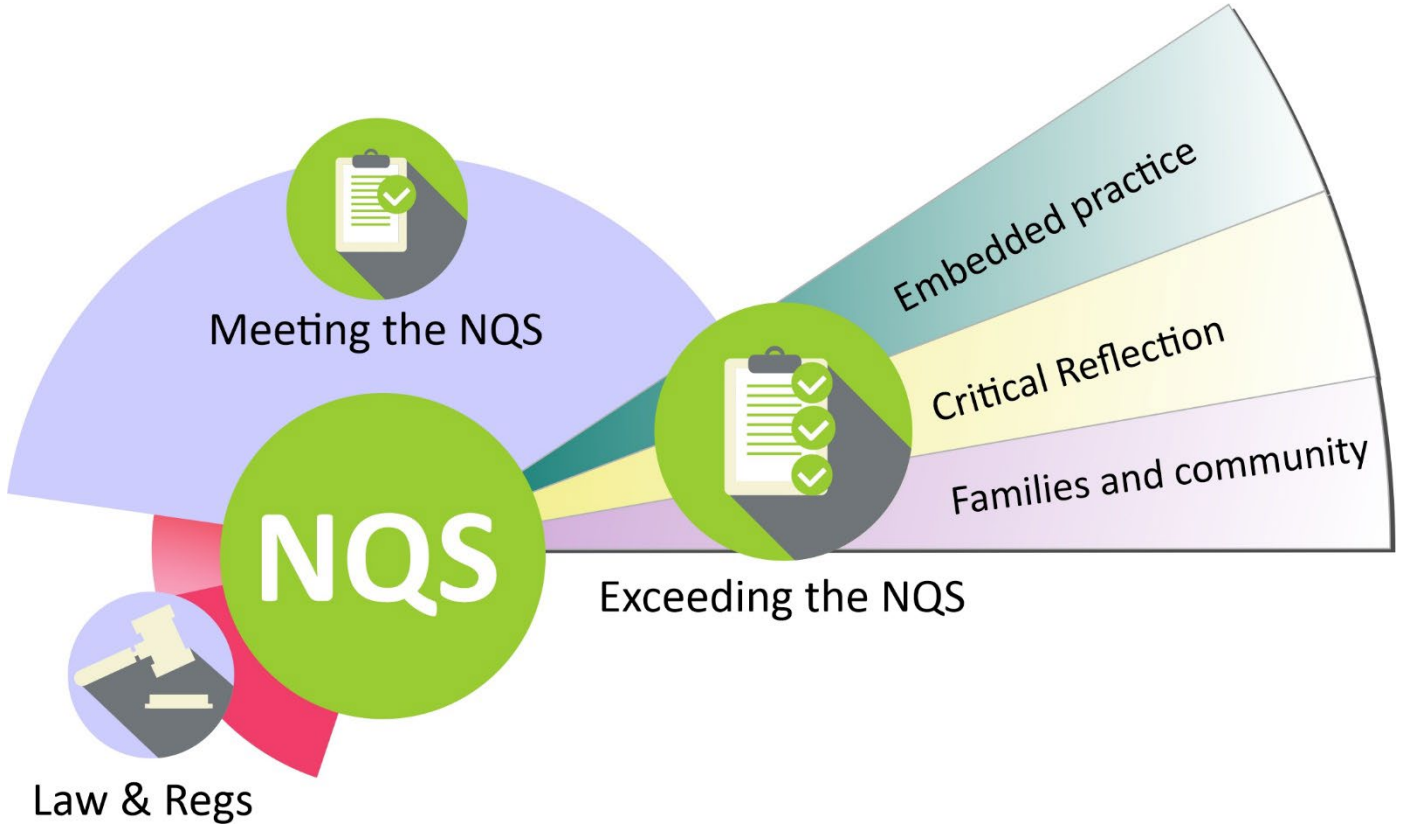 Meeting the NQS
Embedded practice
Critical Reflection
Families and community
NQS
Exceeding the NQS
Law & Regs